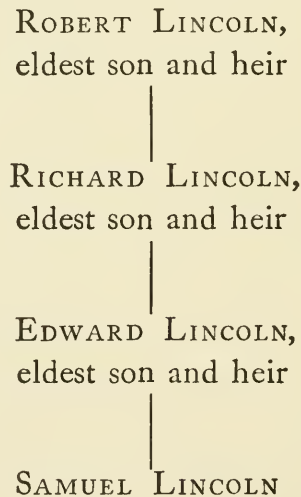 ROBERT LINCOLN,
eldest son and heir
RICHARD LINCOLN,
eldest son and heir
EDWARD LINCOLN,
eldest son and heir
SAMUEL LINCOLN